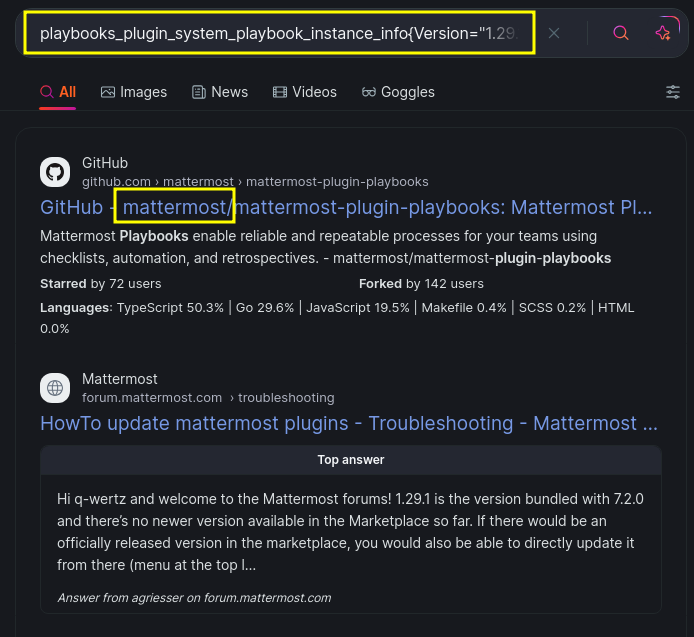 playbooks_plugin_system_playbook_instance_info{Version="1.29
All Images News Videos Goggles
GitHub
github.com › mattermost › mattermost-plugin-playbooks
GitHub - mattermost/mattermost-plugin-playbooks: Mattermost Pl...
Mattermost Playbooks enable reliable and repeatable processes for your teams using
checklists, automation, and retrospectives. - mattermost/mattermost-plugin-playbooks
Starred by 72 users Forked by 142 users
Languages: TypeScript 50.3% | Go 29.6% | JavaScript 19.5% | Makefile 0.4% | SCSS 0.2% | HTML
0.0%
Mattermost
forum.mattermost.com › troubleshooting
HowTo update mattermost plugins - Troubleshooting - Mattermost ...
Top answer
Hi q-wertz and welcome to the Mattermost forums! 1.29.1 is the version bundled with 7.2.0
and there's no newer version available in the Marketplace so far. If there would be an
officially released version in the marketplace, you would also be able to directly update it
from there (menu at the top l...
Answer from agriesser on forum.mattermost.com